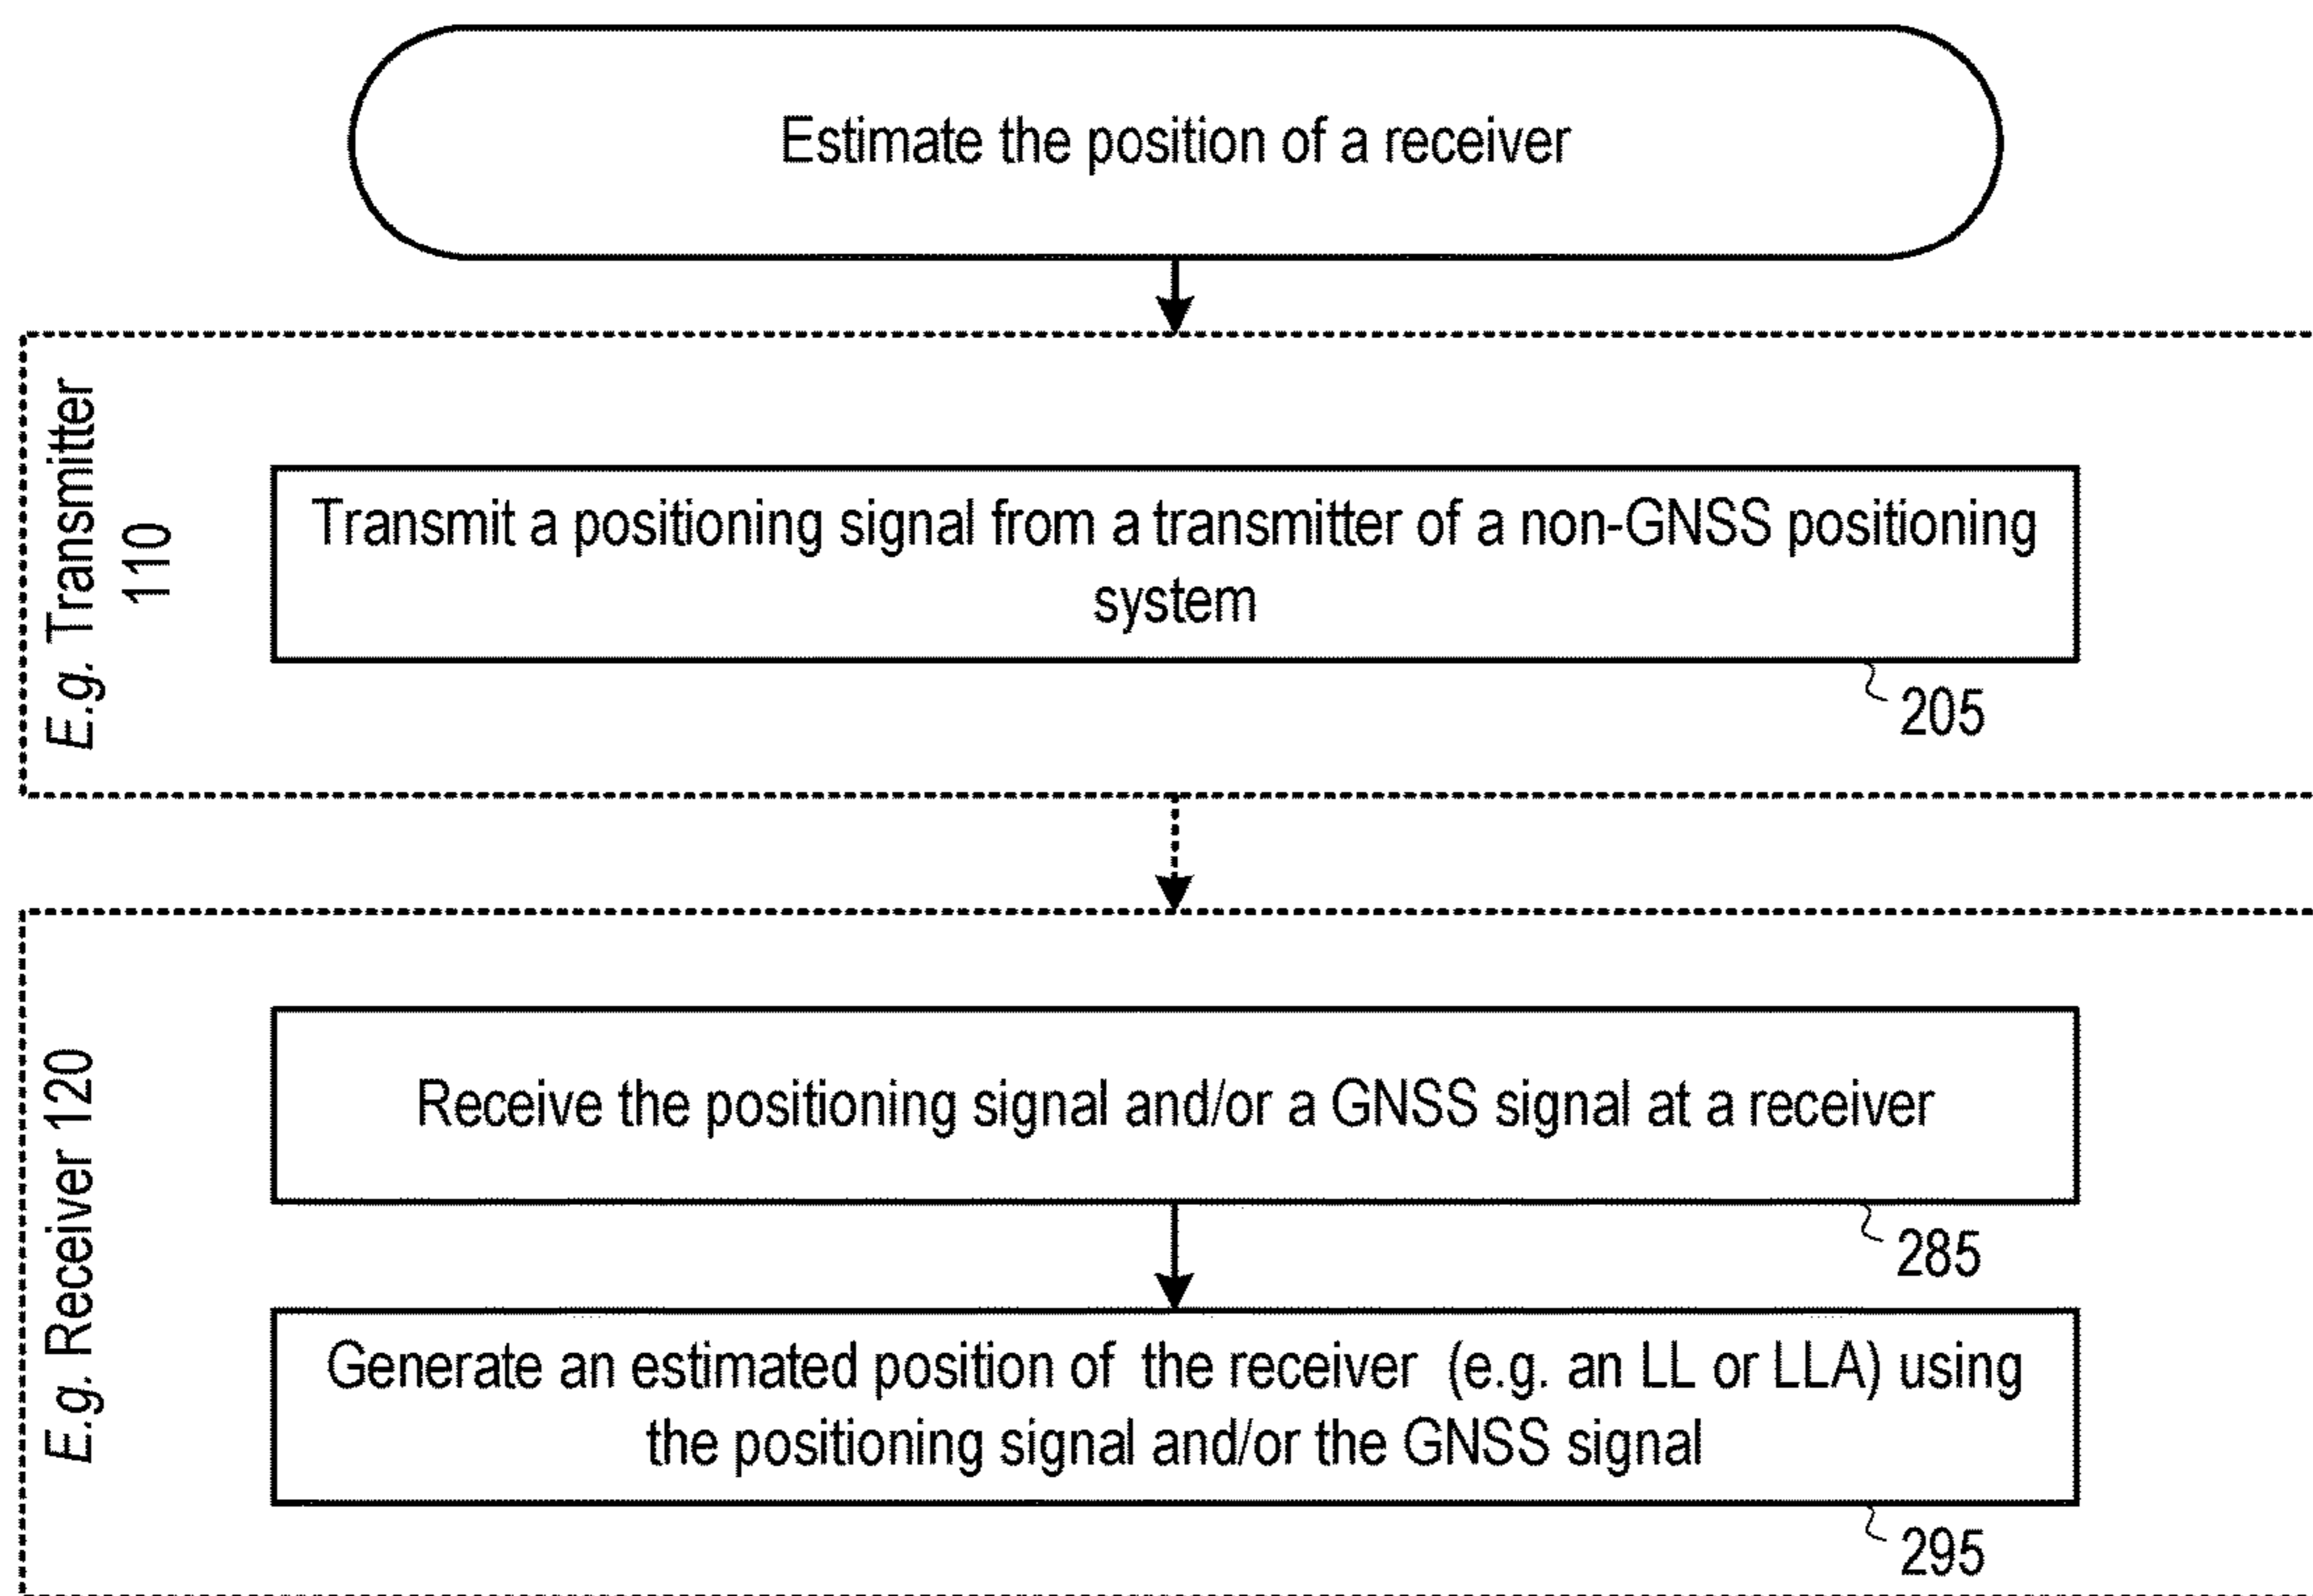 Estimate the position of a receiver
E.g. Transmitter
110
Transmit a positioning signal from a transmitter of a non-GNSS positioning
system
205
E.g. Receiver 120
Receive the positioning signal and/or a GNSS signal at a receiver
285
Generate an estimated position of the receiver (e.g. an LL or LLA) using
the positioning signal and/or the GNSS signal
295